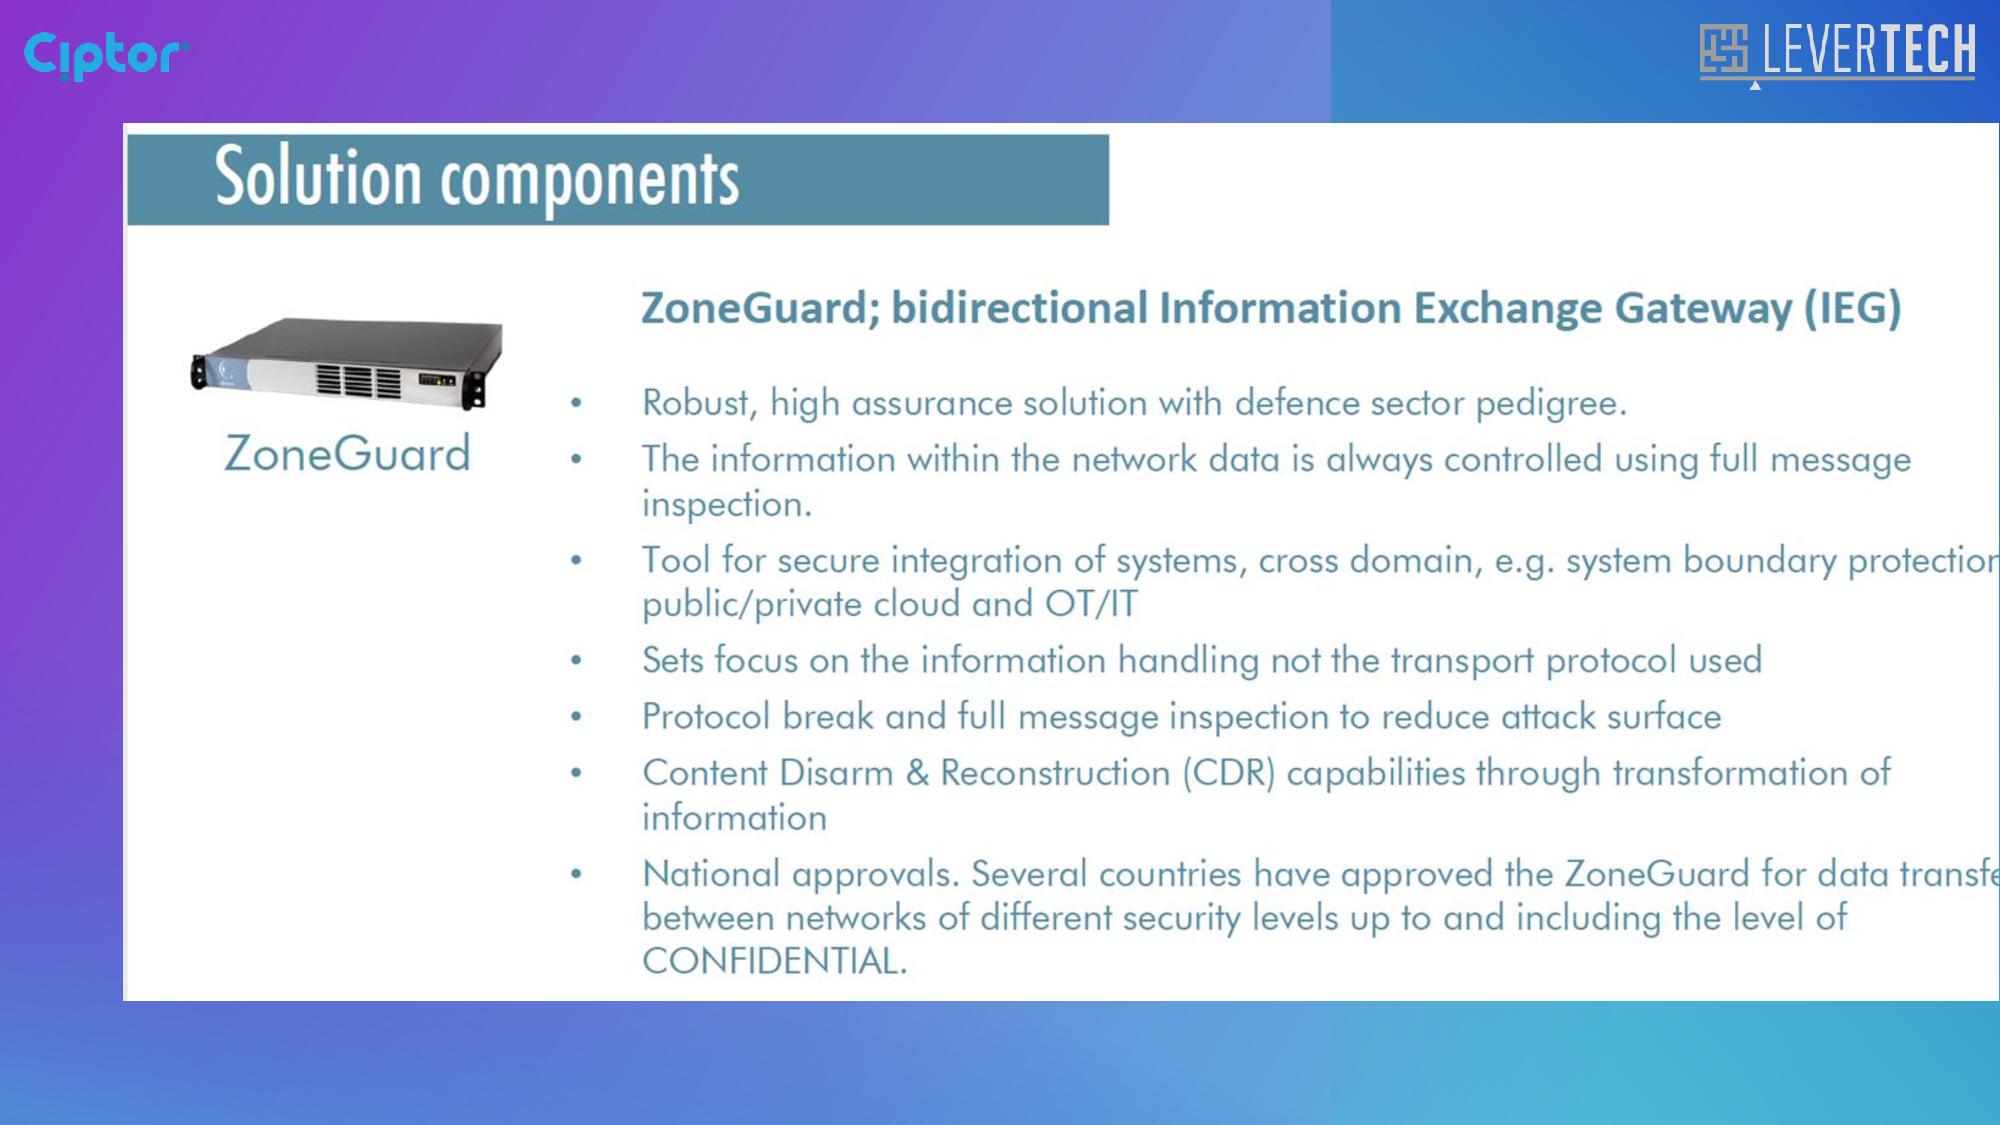 Ciptor
LEVERTECH
Solution components
ZoneGuard; bidirectional Information Exchange Gateway (IEG)
ZoneGuard
• Robust, high assurance solution with defence sector pedigree.
• The information within the network data is always controlled using full message
inspection.
• Tool for secure integration of systems, cross domain, e.g. system boundary protection
public/private cloud and OT/IT
• Sets focus on the information handling not the transport protocol used
• Protocol break and full message inspection to reduce attack surface
• Content Disarm & Reconstruction (CDR) capabilities through transformation of
information
• National approvals. Several countries have approved the ZoneGuard for data transfe
between networks of different security levels up to and including the level of
CONFIDENTIAL.